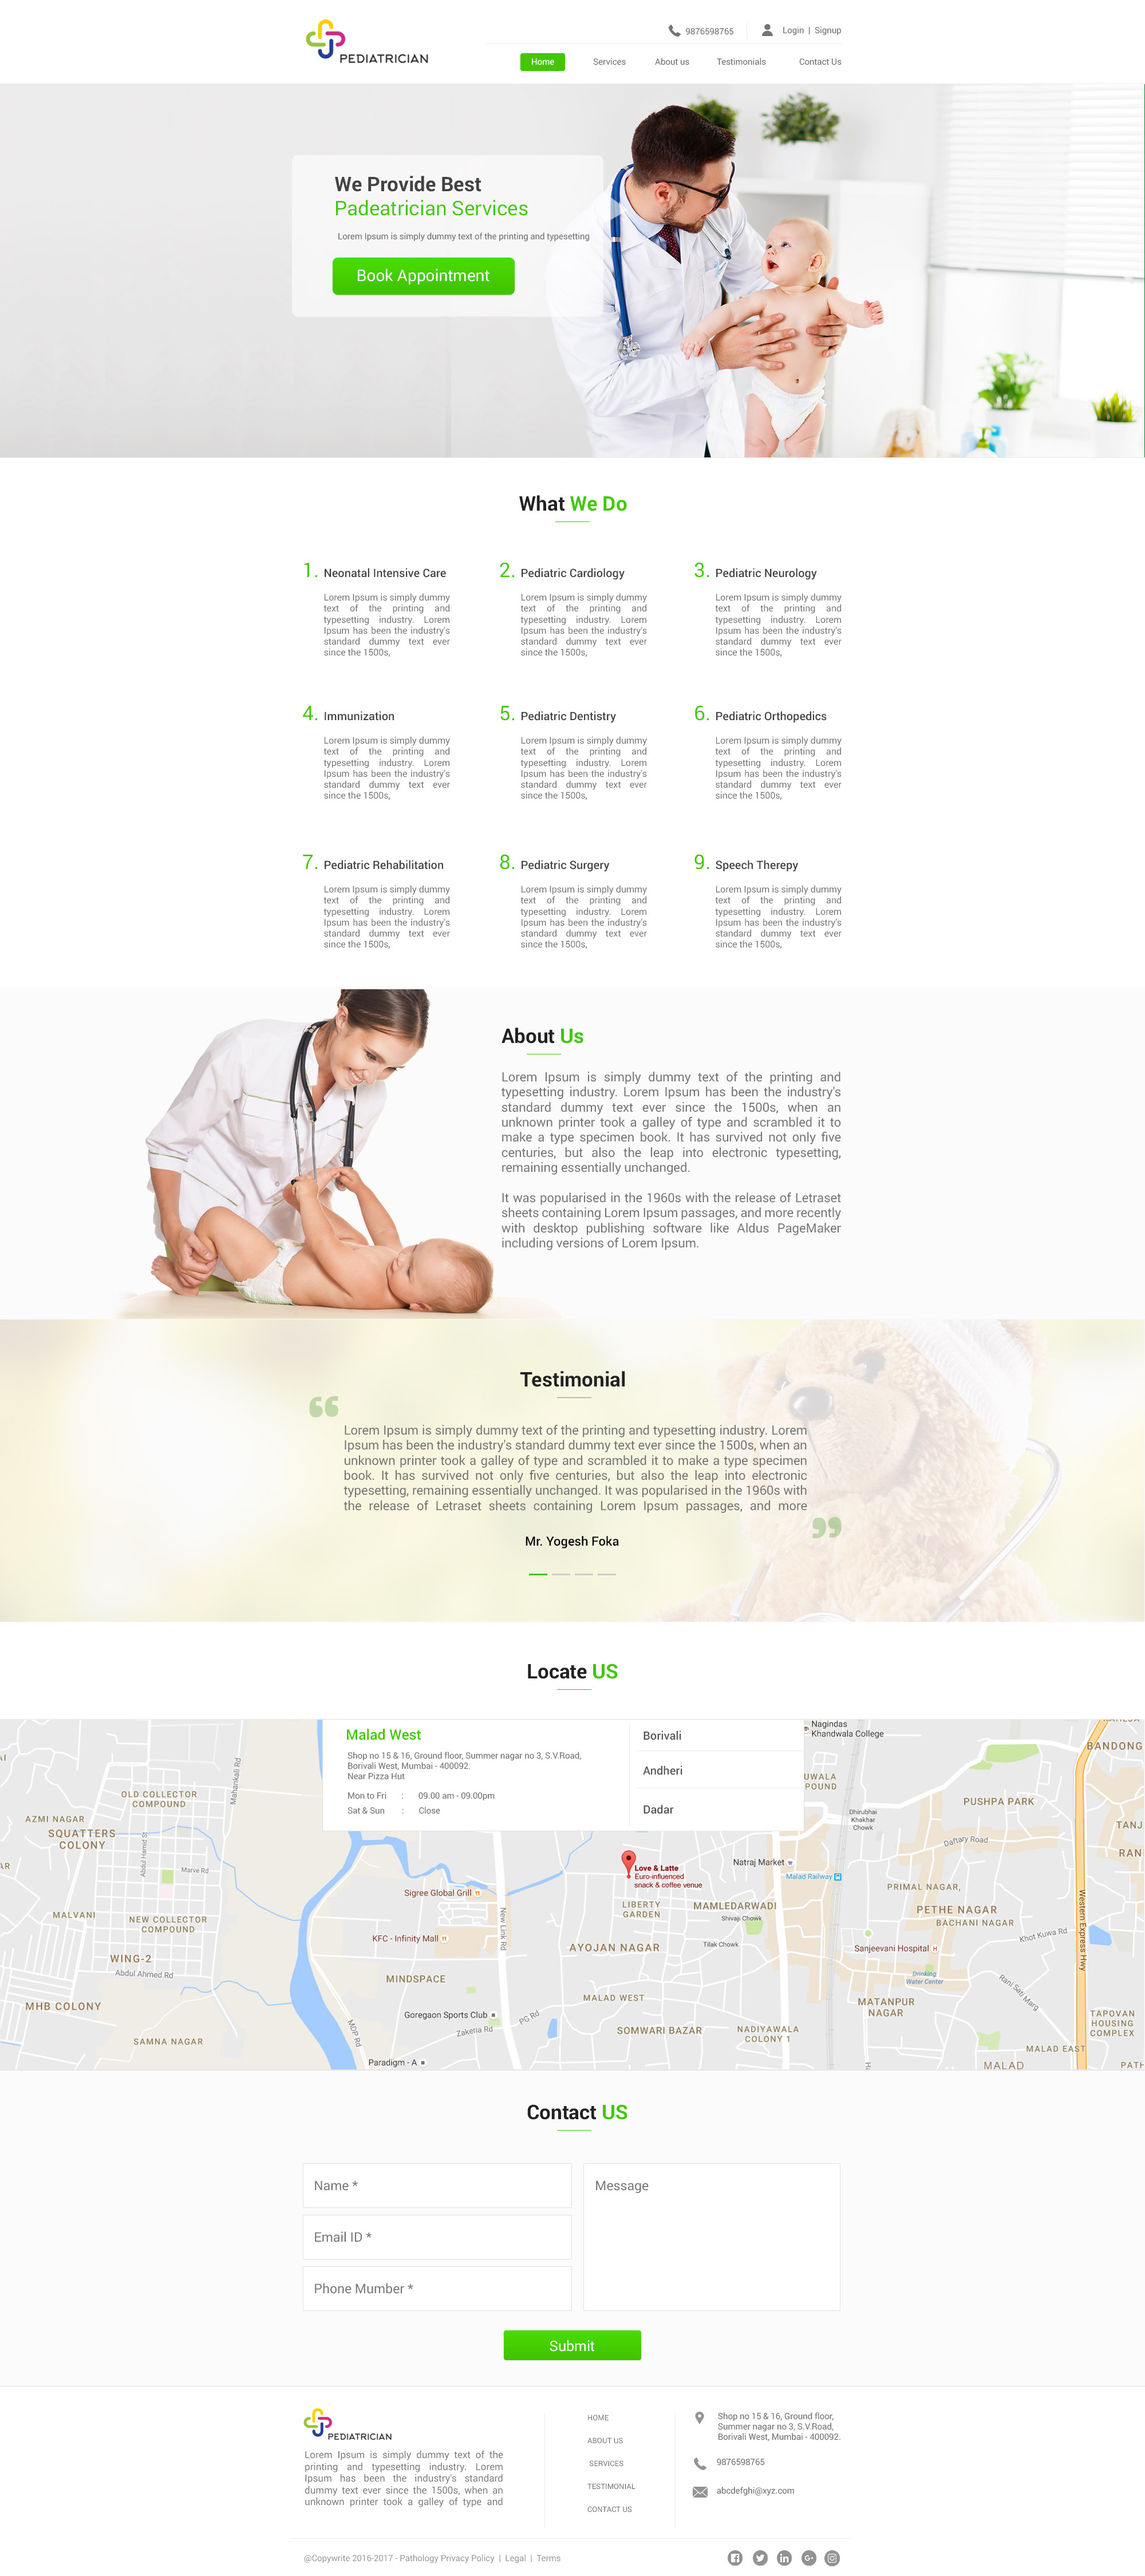 PEDIATRICIAN
9876598765
Login | Signup
Home
Services
About us
Testimonials
Contact Us
We Provide Best
Padeatrician Services
Lorem Ipsum is simply dummy text of the printing and typesetting
Book Appointment
What We Do
1. Neonatal Intensive Care
Lorem Ipsum is simply dummy
text of the printing and
typesetting industry. Lorem
Ipsum has been the industry's
standard dummy text ever
since the 1500s,
2. Pediatric Cardiology
Lorem Ipsum is simply dummy
text of the printing and
typesetting industry. Lorem
Ipsum has been the industry's
standard dummy text ever
since the 1500s,
3. Pediatric Neurology
Lorem Ipsum is simply dummy
text of the printing and
typesetting industry. Lorem
Ipsum has been the industry's
standard dummy text ever
since the 1500s,
4. Immunization
Lorem Ipsum is simply dummy
text of the printing and
typesetting industry. Lorem
Ipsum has been the industry's
standard dummy text ever
since the 1500s,
5. Pediatric Dentistry
Lorem Ipsum is simply dummy
text of the printing and
typesetting industry. Lorem
Ipsum has been the industry's
standard dummy text ever
since the 1500s,
6. Pediatric Orthopedics
Lorem Ipsum is simply dummy
text of the printing and
typesetting industry. Lorem
Ipsum has been the industry's
standard dummy text ever
since the 1500s,
7. Pediatric Rehabilitation
Lorem Ipsum is simply dummy
text of the printing and
typesetting industry. Lorem
Ipsum has been the industry's
standard dummy text ever
since the 1500s,
8. Pediatric Surgery
Lorem Ipsum is simply dummy
text of the printing and
typesetting industry. Lorem
Ipsum has been the industry's
standard dummy text ever
since the 1500s,
9. Speech Therepy
Lorem Ipsum is simply dummy
text of the printing and
typesetting industry. Lorem
Ipsum has been the industry's
standard dummy text ever
since the 1500s,
About Us
Lorem Ipsum is simply dummy text of the printing and
typesetting industry. Lorem Ipsum has been the industry's
standard dummy text ever since the 1500s, when an
unknown printer took a galley of type and scrambled it to
make a type specimen book. It has survived not only five
centuries, but also the leap into electronic typesetting,
remaining essentially unchanged.
It was popularised in the 1960s with the release of Letraset
sheets containing Lorem Ipsum passages, and more recently
with desktop publishing software like Aldus PageMaker
including versions of Lorem Ipsum.
Testimonial
“
Lorem Ipsum is simply dummy text of the printing and typesetting industry. Lorem
Ipsum has been the industry's standard dummy text ever since the 1500s, when an
unknown printer took a galley of type and scrambled it to make a type specimen
book. It has survived not only five centuries, but also the leap into electronic
typesetting, remaining essentially unchanged. It was popularised in the 1960s with
the release of Letraset sheets containing Lorem Ipsum passages, and more
”
Mr. Yogesh Foka
Locate US
Malad West
Shop no 15 & 16, Ground floor, Summer nagar no 3, S.V.Road,
Borivali West, Mumbai - 400092.
Near Pizza Hut
Mon to Fri : 09.00 am - 09.00pm
Sat & Sun : Close
Borivali
Andheri
Dadar
Nagindas
Khandwala College
BANDONG
UWALA
POUND
Mahankali Rd
OLD COLLECTOR
COMPOUND
PUSHPA PARK
AZMI NAGAR
Dhirubhai
Khakhar
Chowk
TANJ
SQUATTERS
COLONY
Abdul Hamid St
Daftary Road
RAN
AR
Marve Rd
Love & Latte
Euro-influenced
snack & coffee venue
Natraj Market
Malad Railway
PRIMAL NAGAR,
Sigree Global Grill
LIBERTY
GARDEN
MAMLEDARWADI
Shivaji Chowk
PETHE NAGAR
BACHANI NAGAR
Western Express Hwy
MALVANI
NEW COLLECTOR
COMPOUND
New Link Rd
KFC - Infinity Mall
AYOJAN NAGAR
Tilak Chowk
Sanjeevani Hospital
Khot Kuwa Rd
WING-2
Abdul Ahmed Rd
MINDSPACE
Drinking
Water Center
Rani Sati Marg
MHB COLONY
MALAD WEST
MATANPUR
NAGAR
Goregaon Sports Club
PG Rd
Zakeria Rd
MDP Rd
SOMWARI BAZAR
NADIYAWALA
COLONY 1
TAPOVAN
HOUSING
COMPLEX
SAMNA NAGAR
MALAD EAST
Paradigm - A
MALAD
PATH
Contact US
Name *
Email ID *
Phone Mumber *
Message
Submit
PEDIATRICIAN
Lorem Ipsum is simply dummy text of the
printing and typesetting industry. Lorem
Ipsum has been the industry's standard
dummy text ever since the 1500s, when an
unknown printer took a galley of type and
HOME
ABOUT US
SERVICES
TESTIMONIAL
CONTACT US
Shop no 15 & 16, Ground floor,
Summer nagar no 3, S.V.Road,
Borivali West, Mumbai - 400092.
9876598765
abcdefghi@xyz.com
@Copywrite 2016-2017 - Pathology Privacy Policy | Legal | Terms